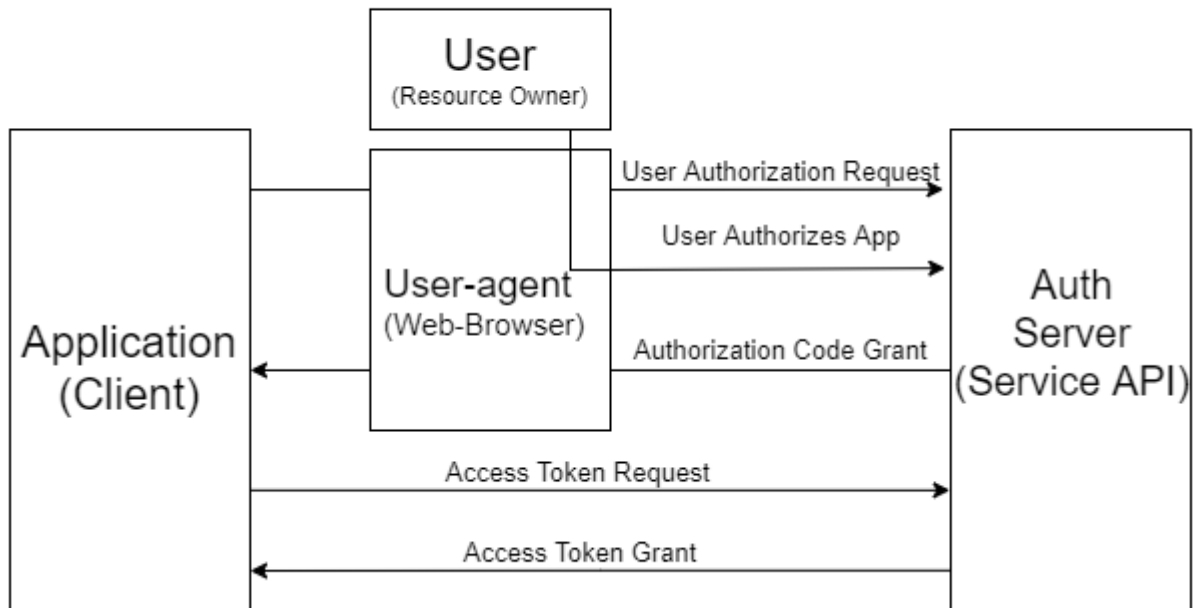 User
(Resource Owner)
User Authorization Request
User Authorizes App
User-agent
(Web-Browser)
Application
(Client)
Auth
Server
(Service API)
Authorization Code Grant
Access Token Request
Access Token Grant